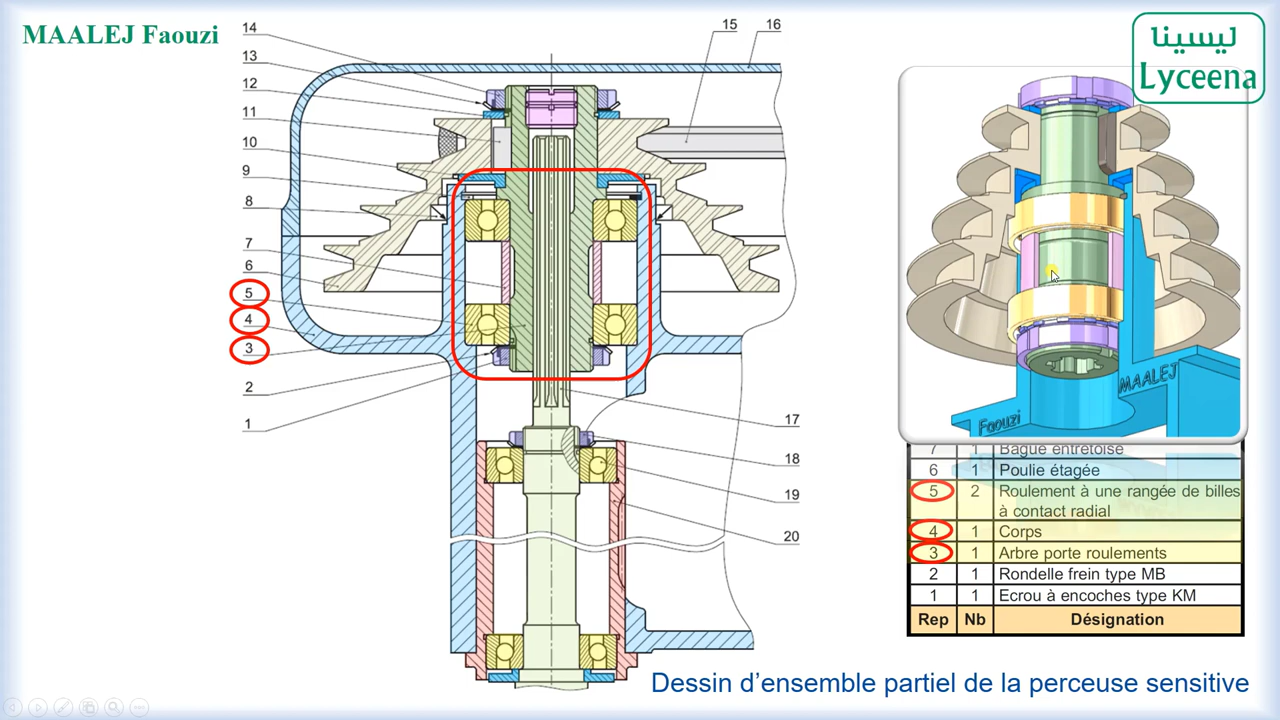 MAALEJ Faouzi
ليسينا
Lyceena
14
13
12
11
10
9
8
7
6
5
4
3
2
1
15
16
17
18
19
20
Faouzi
MAALEJ
7 1 Bague entretoise
6 1 Poulie étagée
5 2 Roulement à une rangée de billes
à contact radial
4 1 Corps
3 1 Arbre porte roulements
2 1 Rondelle frein type MB
1 1 Ecrou à encoches type KM
Rep Nb Désignation
Dessin d’ensemble partiel de la perceuse sensitive